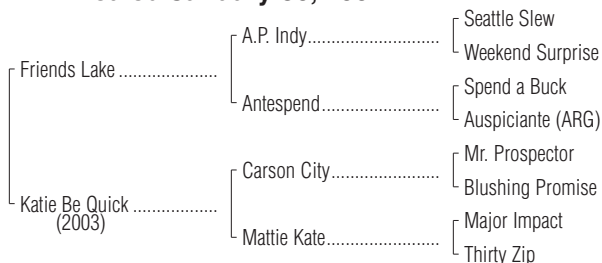 Seattle Slew
A.P. Indy
Weekend Surprise
Friends Lake
Spend a Buck
Antespend
Auspiciante (ARG)
Mr. Prospector
Carson City
Blushing Promise
Katie Be Quick
(2003)
Major Impact
Mattie Kate
Thirty Zip